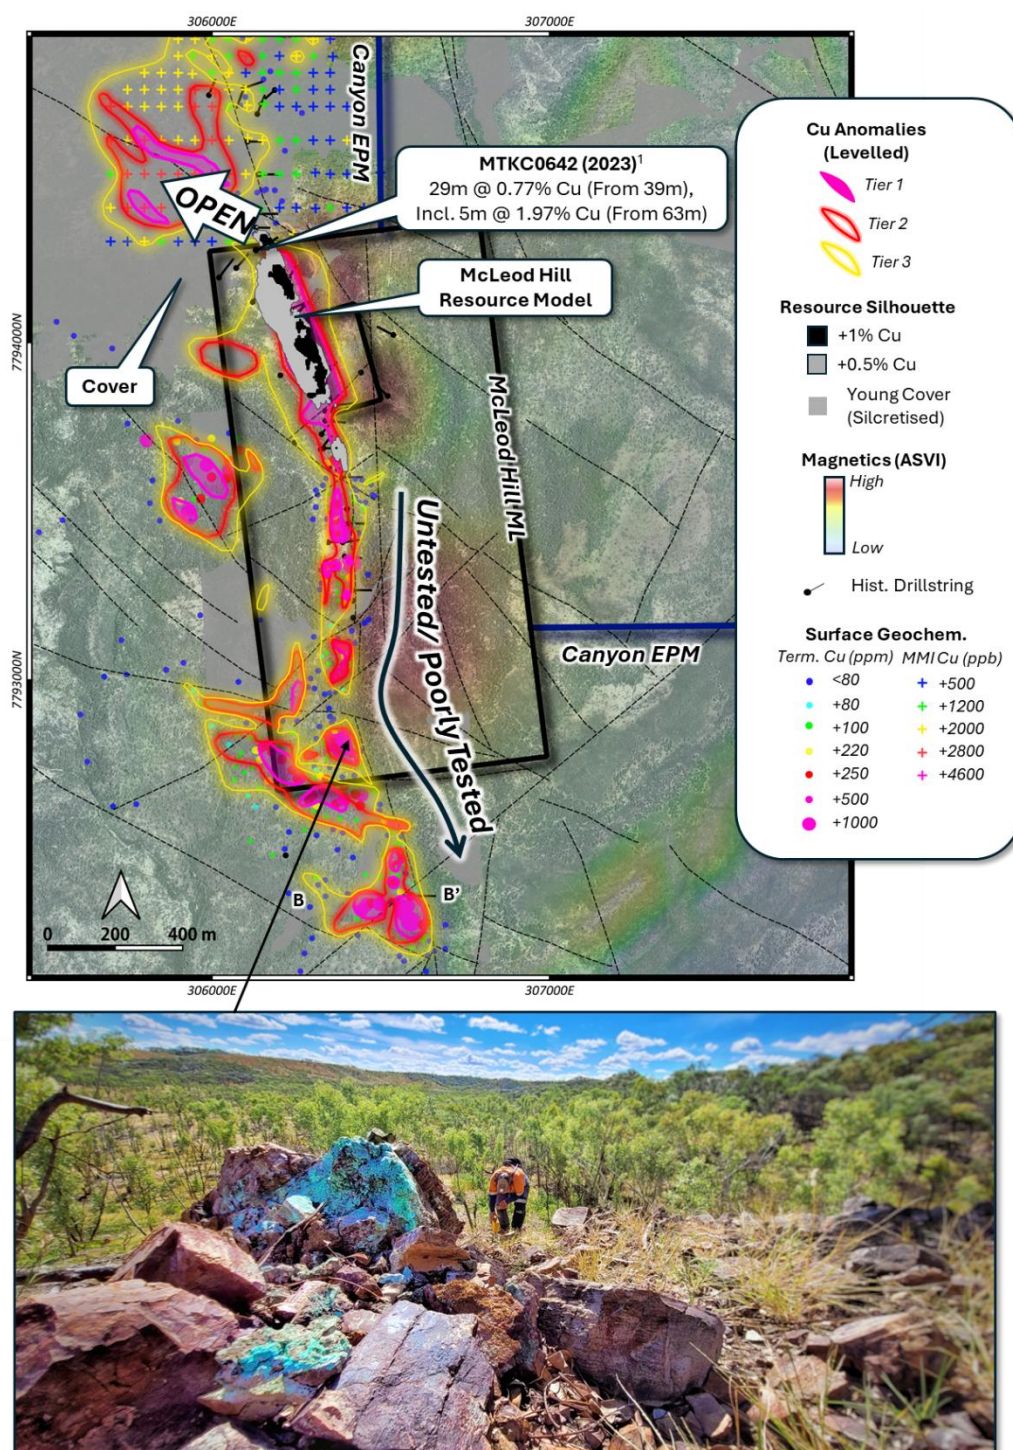 306000E
307000E
Canyon EPM
MTKC0642 (2023)¹
29m @ 0.77% Cu (From 39m),
Incl. 5m @ 1.97% Cu (From 63m)
OPEN
McLeod Hill
Resource Model
7794000N
Cover
McLeod Hill ML
Untested/ Poorly Tested
Canyon EPM
7793000N
B
B'
0
200
400 m
306000E
307000E
Cu Anomalies
(Levelled)
Tier 1
Tier 2
Tier 3
Resource Silhouette
+1% Cu
+0.5% Cu
Young Cover
(Silcretised)
Magnetics (ASVI)
High
Low
Hist. Drillstring
Surface Geochem.
Term. Cu (ppm) MMI Cu (ppb)
<80 +500
+80 +1200
+100 +2000
+220 +2800
+250 +4600
+500
+1000